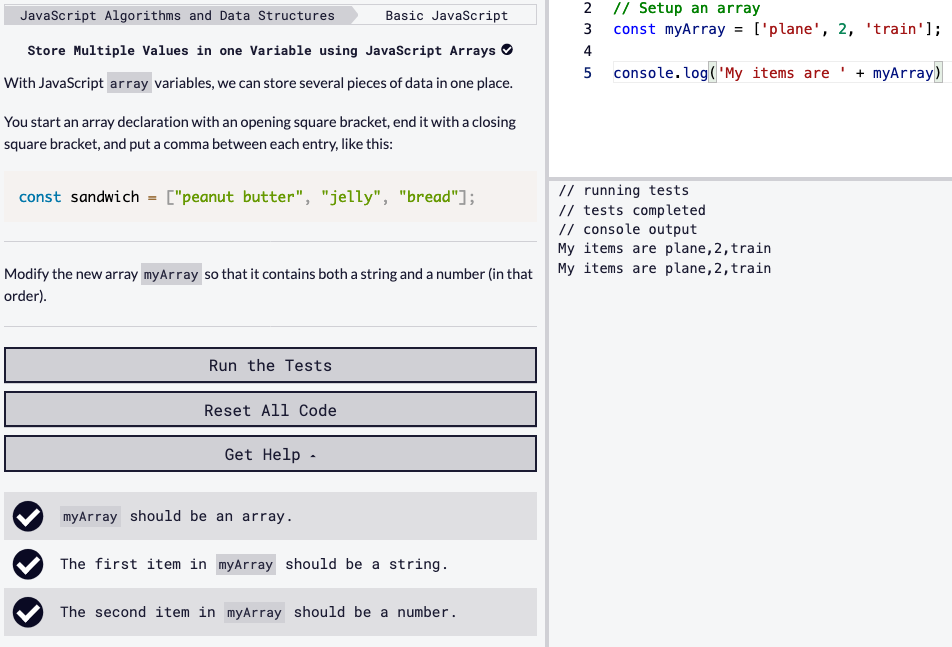 JavaScript Algorithms and Data Structures Basic JavaScript
Store Multiple Values in one Variable using JavaScript Arrays
With JavaScript array variables, we can store several pieces of data in one place.
You start an array declaration with an opening square bracket, end it with a closing
square bracket, and put a comma between each entry, like this:
const sandwich = ["peanut butter", "jelly", "bread"];
Modify the new array myArray so that it contains both a string and a number (in that
order).
Run the Tests
Reset All Code
Get Help
myArray should be an array.
The first item in myArray should be a string.
The second item in myArray should be a number.
2 // Setup an array
3 const myArray = ['plane', 2, 'train'];
4
5 console.log('My items are ' + myArray)
// running tests
// tests completed
// console output
My items are plane,2,train
My items are plane,2,train